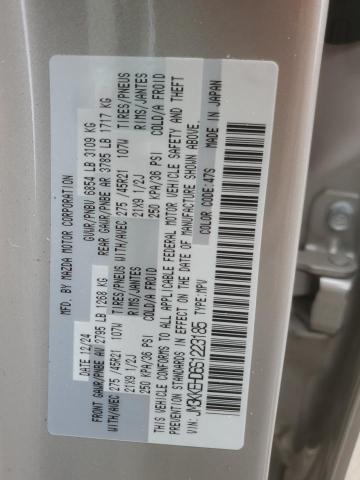 MFD. BY MAZDA MOTOR CORPORATION
DATE: 12/24 GVWR/PNBV 6854 LB 3109 KG
FRONT GAWR/PNBE AV 2795 LB 1268 KG REAR GAWR/PNBE AR 3785 LB 1717 KG
WITH/AVEC 275 /45R21 107W TIRES/PNEUS WITH/AVEC 275 /45R21 107W TIRES/PNEUS
21X9 1/2J RIMS/JANTES 21X9 1/2J RIMS/JANTES
250 KPA/36 PSI COLD/A FROID 250 KPA/36 PSI COLD/A FROID
THIS VEHICLE CONFORMS TO ALL APPLICABLE FEDERAL MOTOR VEHICLE SAFETY AND THEFT
PREVENTION STANDARDS IN EFFECT ON THE DATE OF MANUFACTURE SHOWN ABOVE.
VIN: JM3KKEHD6S1223185
TYPE: MPV COLOR CODE: 47S MADE IN JAPAN